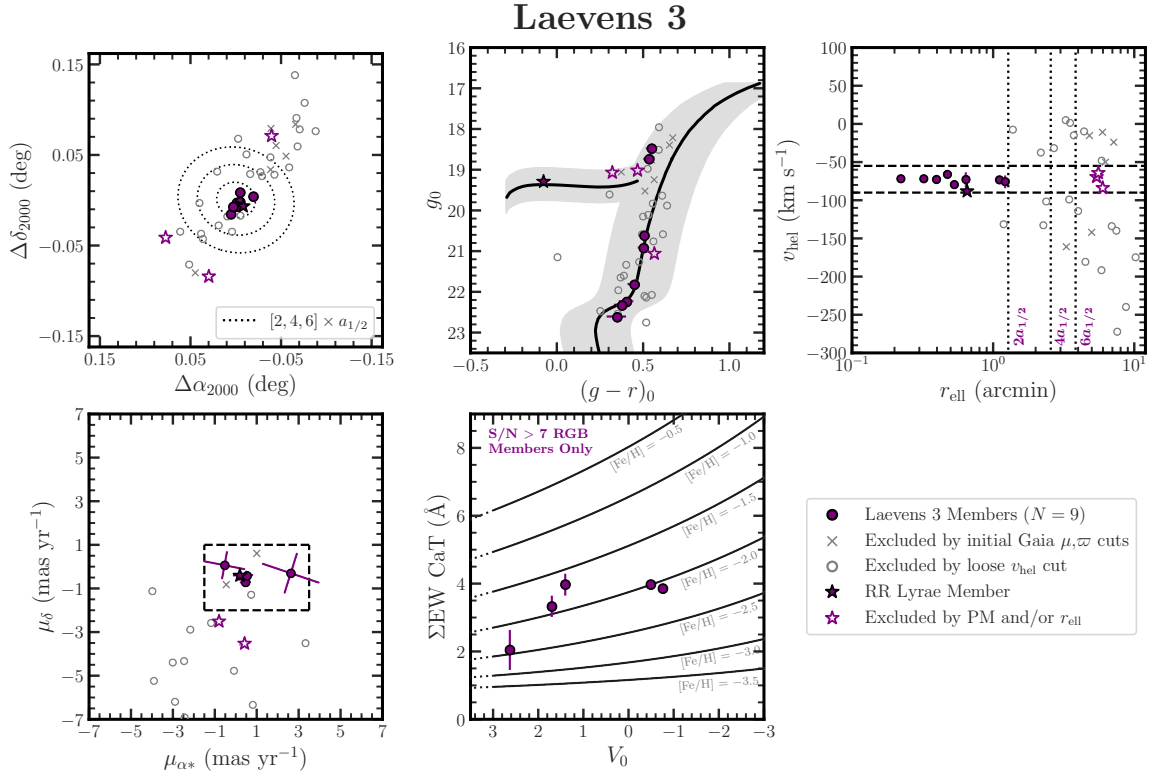 Laevens 3
0.15
0.05
−0.05
−0.15
0.15
0.05
−0.05
−0.15
Δδ2000 (deg)
Δα2000 (deg)
[2, 4, 6] × a1/2
16
17
18
19
20
21
22
23
−0.5
0.0
0.5
1.0
g0
(g − r)0
100
50
0
−50
−100
−150
−200
−250
−300
10⁻¹
10⁰
10¹
vhel (km s⁻¹)
rell (arcmin)
2a1/2
4a1/2
6a1/2
7
5
3
1
−1
−3
−5
−7
−7
−5
−3
−1
1
3
5
7
μδ (mas yr⁻¹)
μα* (mas yr⁻¹)
S/N > 7 RGB
Members Only
[Fe/H] = −0.5
[Fe/H] = −1.0
[Fe/H] = −1.5
[Fe/H] = −2.0
[Fe/H] = −2.5
[Fe/H] = −3.0
[Fe/H] = −3.5
8
6
4
2
0
3
2
1
0
−1
−2
−3
ΣEW CaT (Å)
V0
Laevens 3 Members (N = 9)
Excluded by initial Gaia μ,ϖ cuts
Excluded by loose vhel cut
RR Lyrae Member
Excluded by PM and/or rell